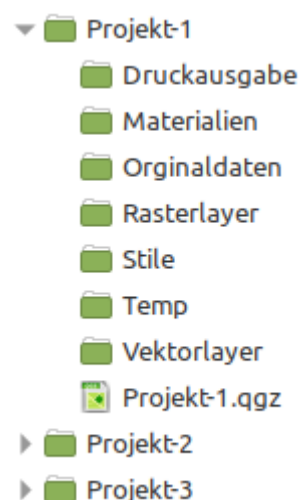 Projekt-1
Druckausgabe
Materialien
Orginaldaten
Rasterlayer
Stile
Temp
Vektorlayer
Projekt-1.qgz
Projekt-2
Projekt-3